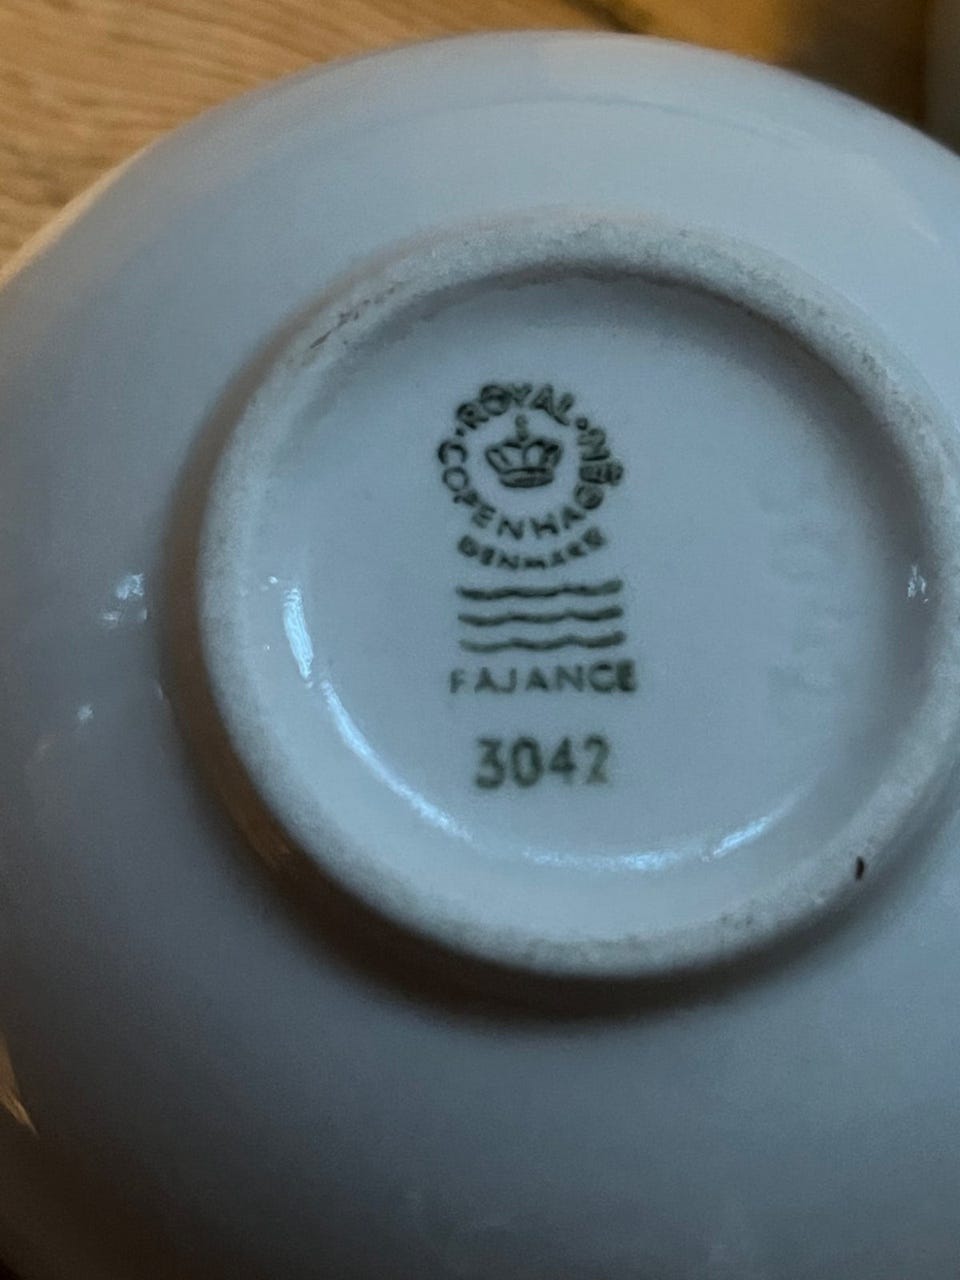 ROYAL
COPENHAGEN
DENMARK
FAJANCE
3042